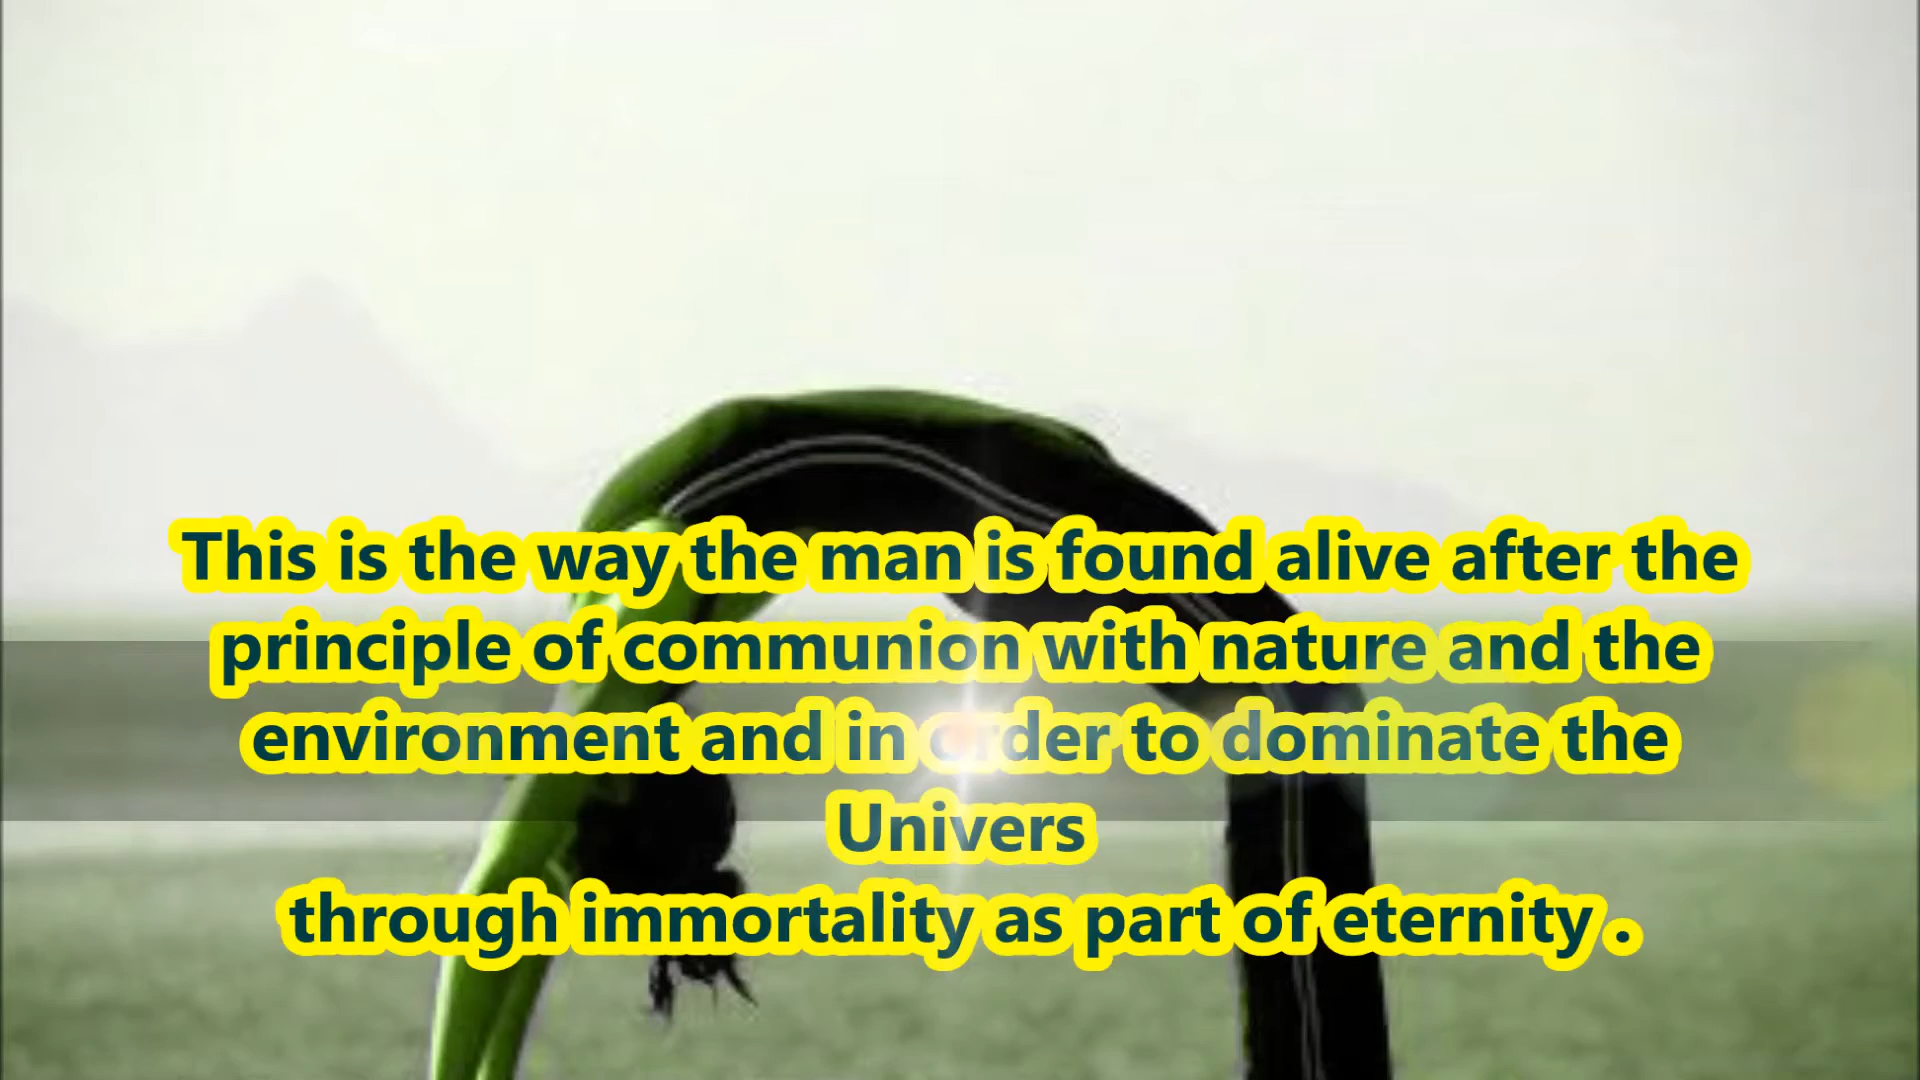 This is the way the man is found alive after the
principle of communion with nature and the
environment and in order to dominate the
Univers
through immortality as part of eternity .